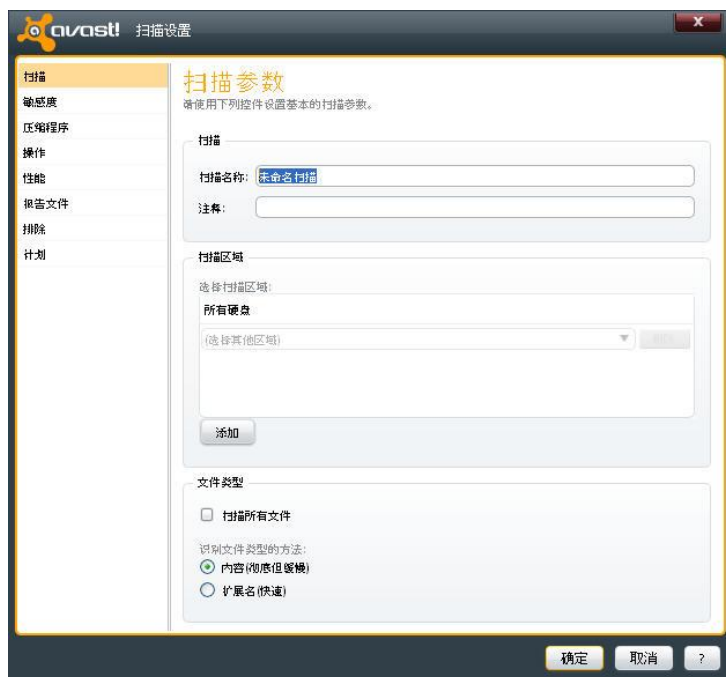 avast! 扫描设置
扫描
敏感度
压缩程序
操作
性能
报告文件
排除
计划
扫描参数
请使用下列控件设置基本的扫描参数。
扫描
扫描名称: 未命名扫描
注释:
扫描区域
选择扫描区域:
所有硬盘
(选择其他区域)
添加
文件类型
扫描所有文件
识别文件类型的方法:
内容(彻底但缓慢)
扩展名(快速)
确定 取消 ?